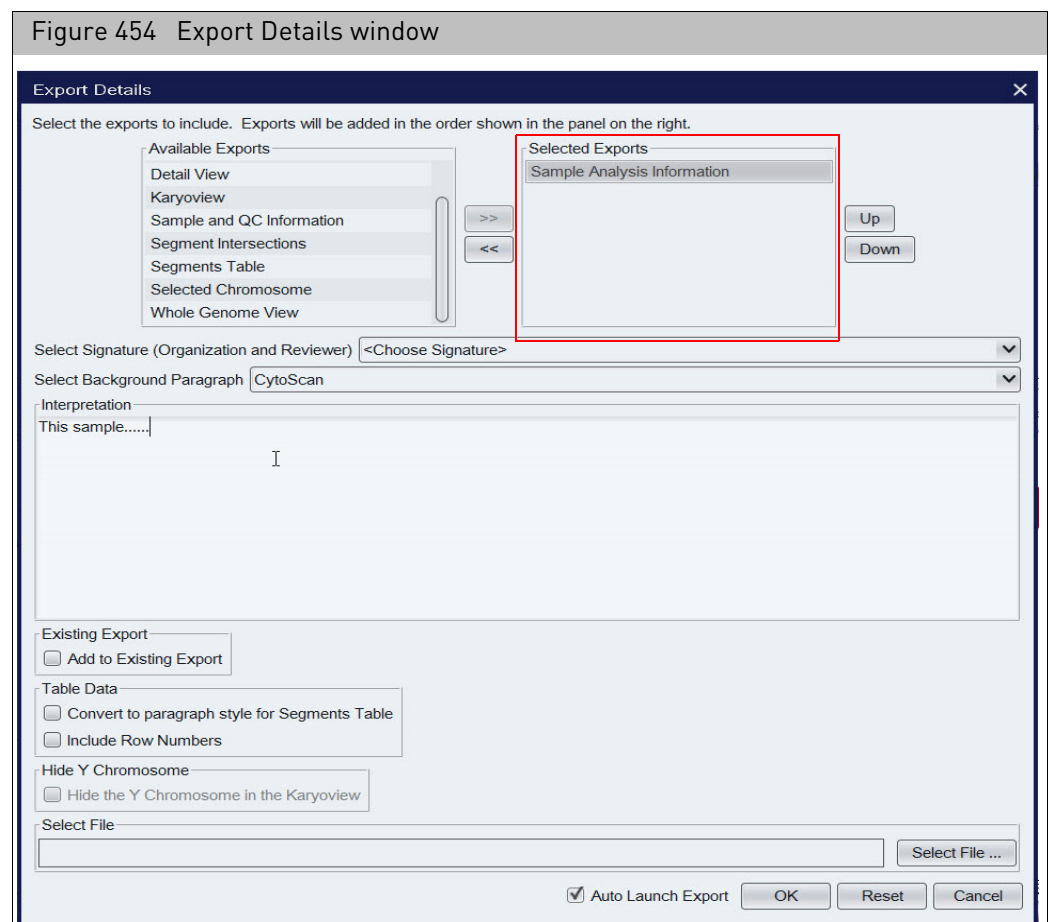 Figure 454 Export Details window
Export Details
Select the exports to include. Exports will be added in the order shown in the panel on the right.
Available Exports
Detail View
Karyoview
Sample and QC Information
Segment Intersections
Segments Table
Selected Chromosome
Whole Genome View
>>
<<
Selected Exports
Sample Analysis Information
Up
Down
Select Signature (Organization and Reviewer) <Choose Signature>
Select Background Paragraph CytoScan
Interpretation
This sample......
Existing Export
Add to Existing Export
Table Data
Convert to paragraph style for Segments Table
Include Row Numbers
Hide Y Chromosome
Hide the Y Chromosome in the Karyoview
Select File
Select File ...
Auto Launch Export OK Reset Cancel